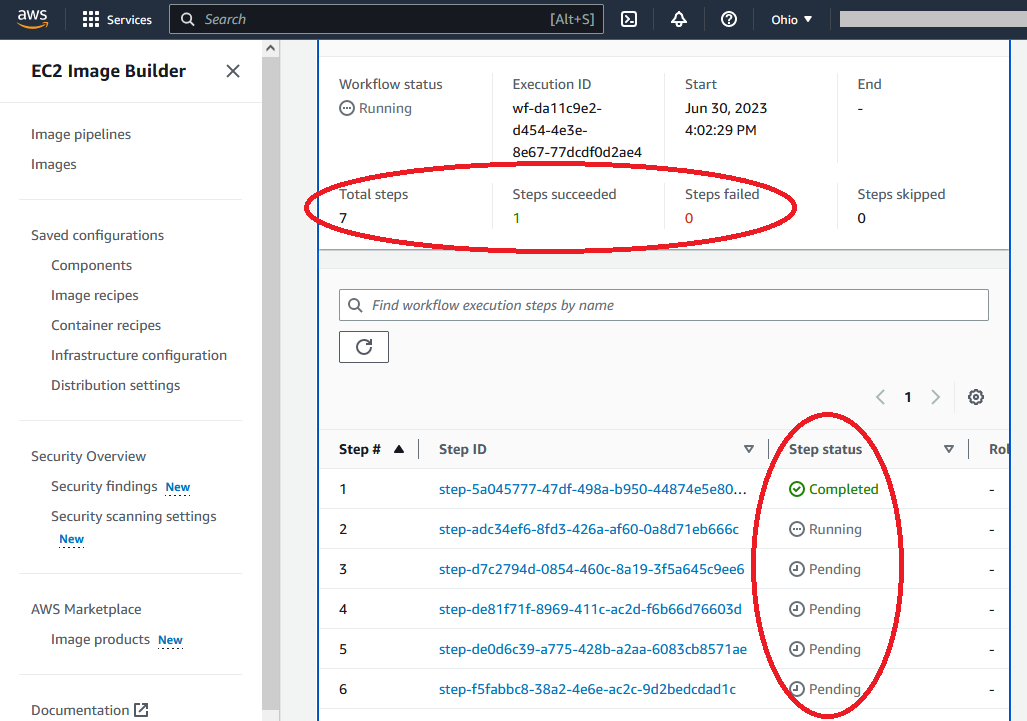 aws
Services
Search
[Alt+S]
Ohio
EC2 Image Builder
Image pipelines
Images
Saved configurations
Components
Image recipes
Container recipes
Infrastructure configuration
Distribution settings
Security Overview
Security findings New
Security scanning settings
New
AWS Marketplace
Image products New
Documentation
Workflow status
Running
Execution ID
wf-da11c9e2-
d454-4e3e-
8e67-77dcdf0d2ae4
Start
Jun 30, 2023
4:02:29 PM
End
-
Total steps
7
Steps succeeded
1
Steps failed
0
Steps skipped
0
Find workflow execution steps by name
1
Step # Step ID Step status Rol
1 step-5a045777-47df-498a-b950-44874e5e80... Completed -
2 step-adc34ef6-8fd3-426a-af60-0a8d71eb666c Running -
3 step-d7c2794d-0854-460c-8a19-3f5a645c9ee6 Pending -
4 step-de81f71f-8969-411c-ac2d-f6b66d76603d Pending -
5 step-de0d6c39-a775-428b-a2aa-6083cb8571ae Pending -
6 step-f5fabbc8-38a2-4e6e-ac2c-9d2bedcdad1c Pending -